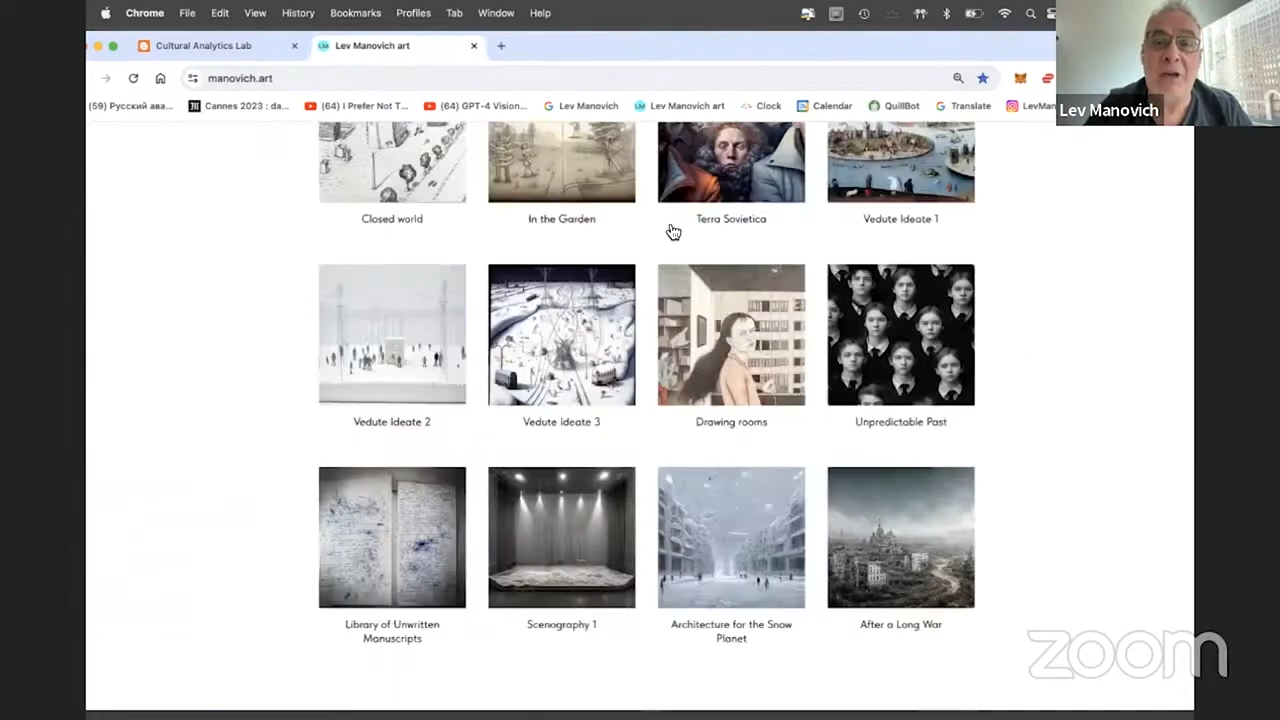 Chrome File Edit View History Bookmarks Profiles Tab Window Help
Cultural Analytics Lab
LM Lev Manovich art
manovich.art
(59) Русский ава...
Cannes 2023 : da...
(64) I Prefer Not T...
(64) GPT-4 Vision...
Lev Manovich
LM Lev Manovich art
Clock
Calendar
QuillBot
Translate
LevMan
Lev Manovich
Closed world
In the Garden
Terra Sovietica
Vedute Ideate 1
Vedute Ideate 2
Vedute Ideate 3
Drawing rooms
Unpredictable Past
Library of Unwritten
Manuscripts
Scenography 1
Architecture for the Snow
Planet
After a Long War
zoom